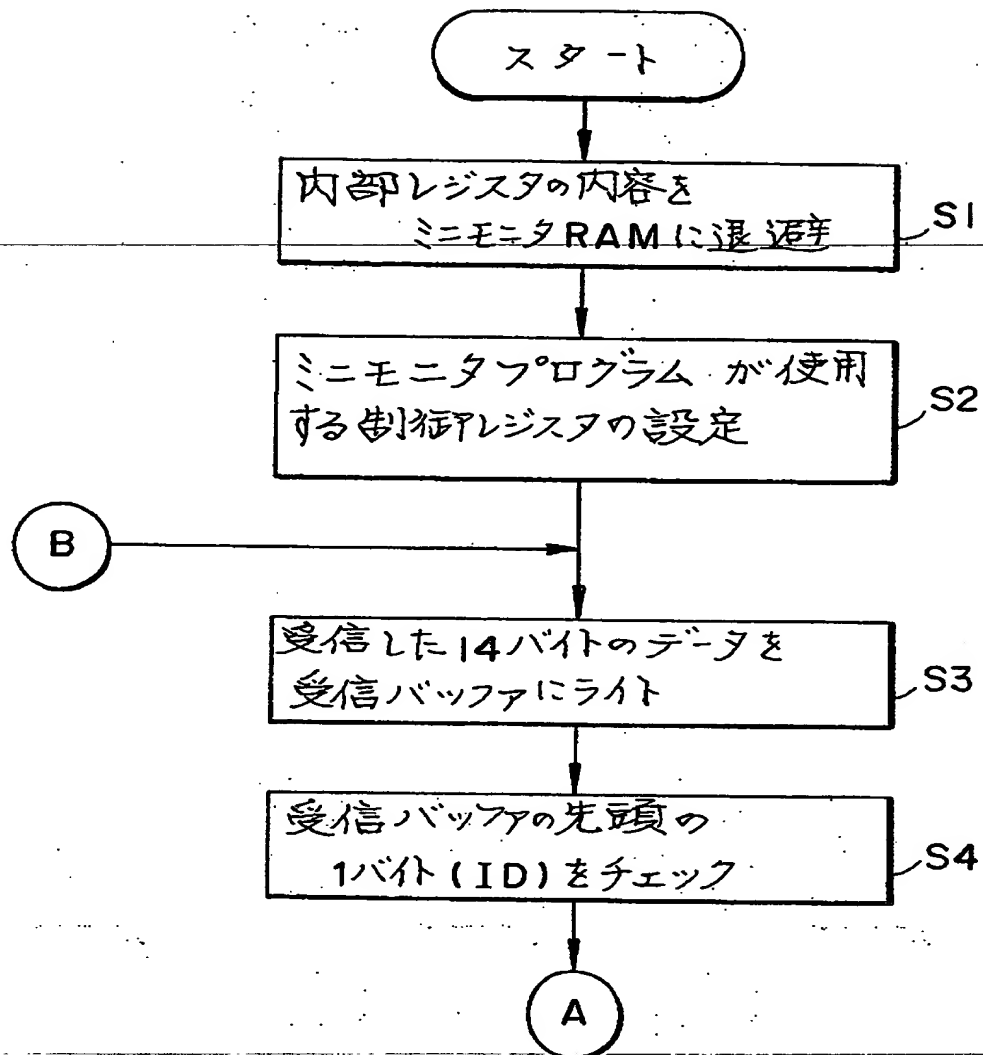 スタート
内部レジスタの内容を
ミニモニタRAMに退避
S1
ミニモニタプログラムが使用
する制御レジスタの設定
S2
B
受信した14バイトのデータを
受信バッファにライト
S3
受信バッファの先頭の
1バイト(ID)をチェック
S4
A